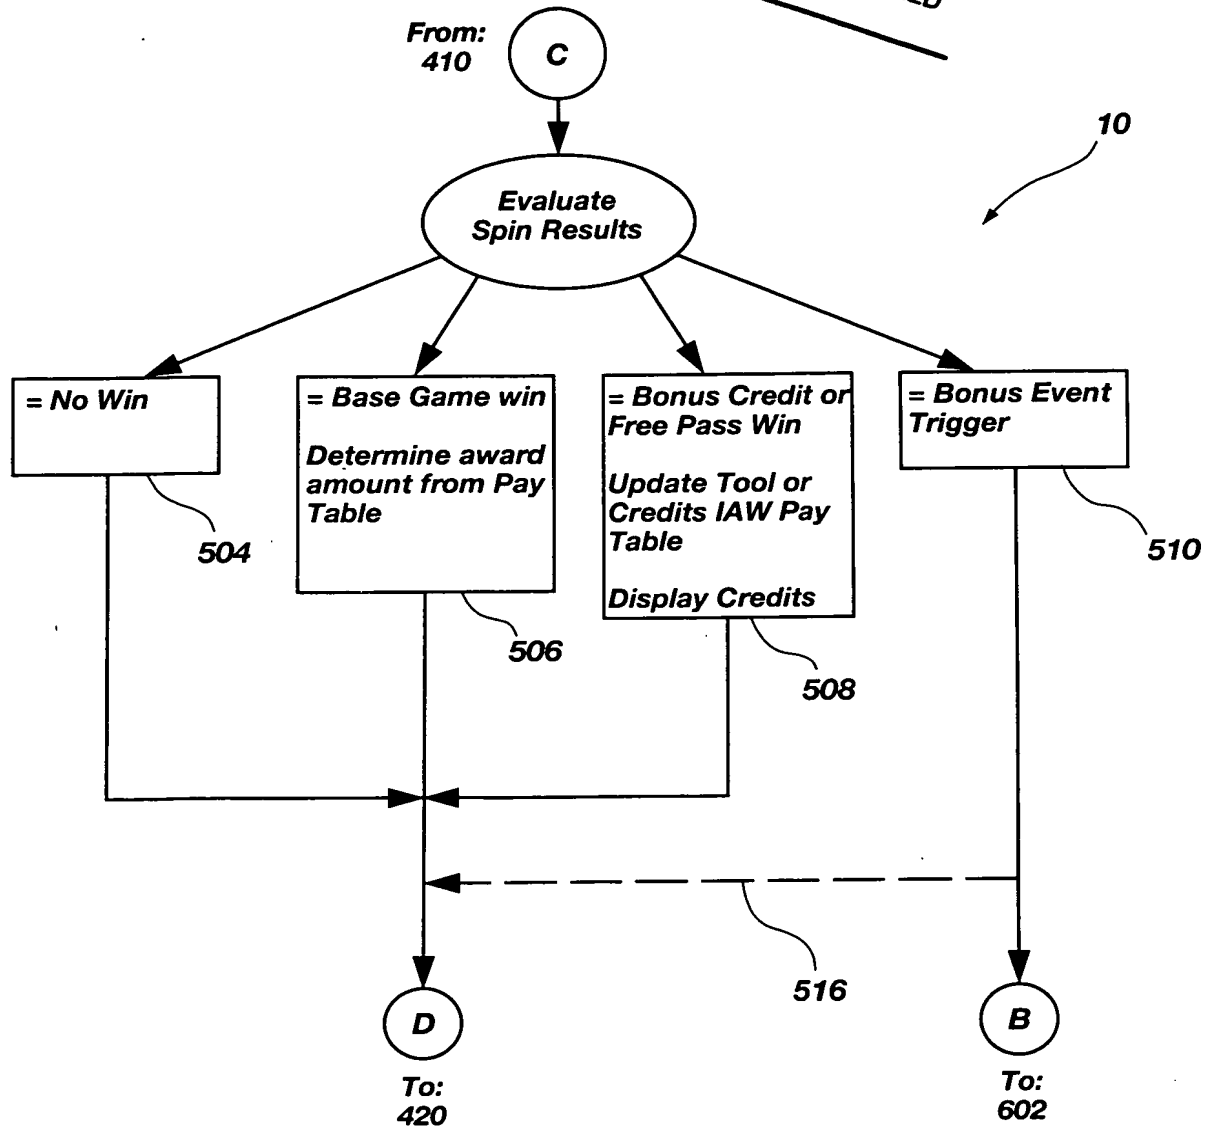 From:
410
C
10
Evaluate
Spin Results
= No Win
= Base Game win
Determine award
amount from Pay
Table
= Bonus Credit or
Free Pass Win
Update Tool or
Credits IAW Pay
Table
Display Credits
= Bonus Event
Trigger
504
506
508
510
516
D
B
To:
420
To:
602